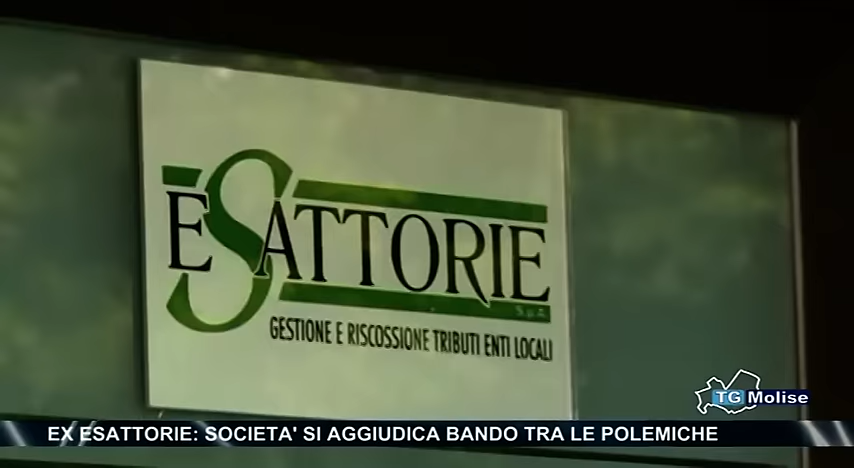 ESATTORIE
S.p.A.
GESTIONE E RISCOSSIONE TRIBUTI ENTI LOCALI
TG Molise
EX ESATTORIE: SOCIETA' SI AGGIUDICA BANDO TRA LE POLEMICHE